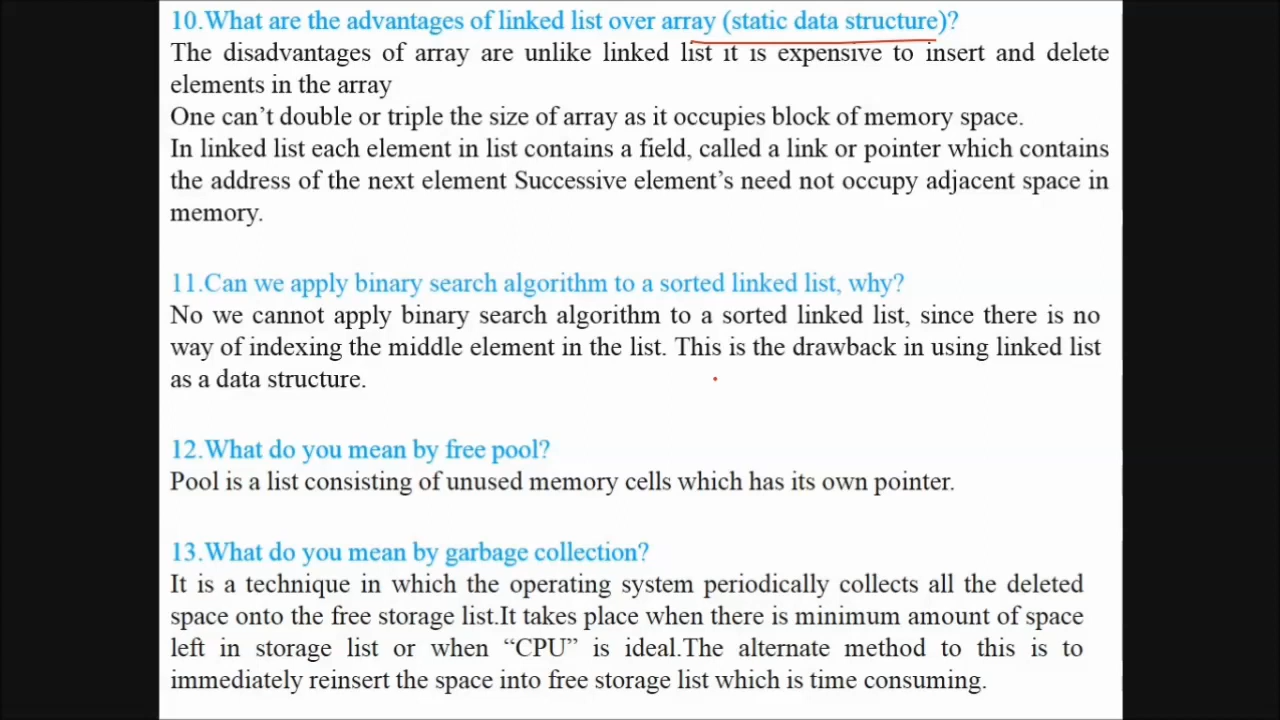 10.What are the advantages of linked list over array (static data structure)?
The disadvantages of array are unlike linked list it is expensive to insert and delete
elements in the array
One can’t double or triple the size of array as it occupies block of memory space.
In linked list each element in list contains a field, called a link or pointer which contains
the address of the next element Successive element’s need not occupy adjacent space in
memory.
11.Can we apply binary search algorithm to a sorted linked list, why?
No we cannot apply binary search algorithm to a sorted linked list, since there is no
way of indexing the middle element in the list. This is the drawback in using linked list
as a data structure.
12.What do you mean by free pool?
Pool is a list consisting of unused memory cells which has its own pointer.
13.What do you mean by garbage collection?
It is a technique in which the operating system periodically collects all the deleted
space onto the free storage list.It takes place when there is minimum amount of space
left in storage list or when “CPU” is ideal.The alternate method to this is to
immediately reinsert the space into free storage list which is time consuming.